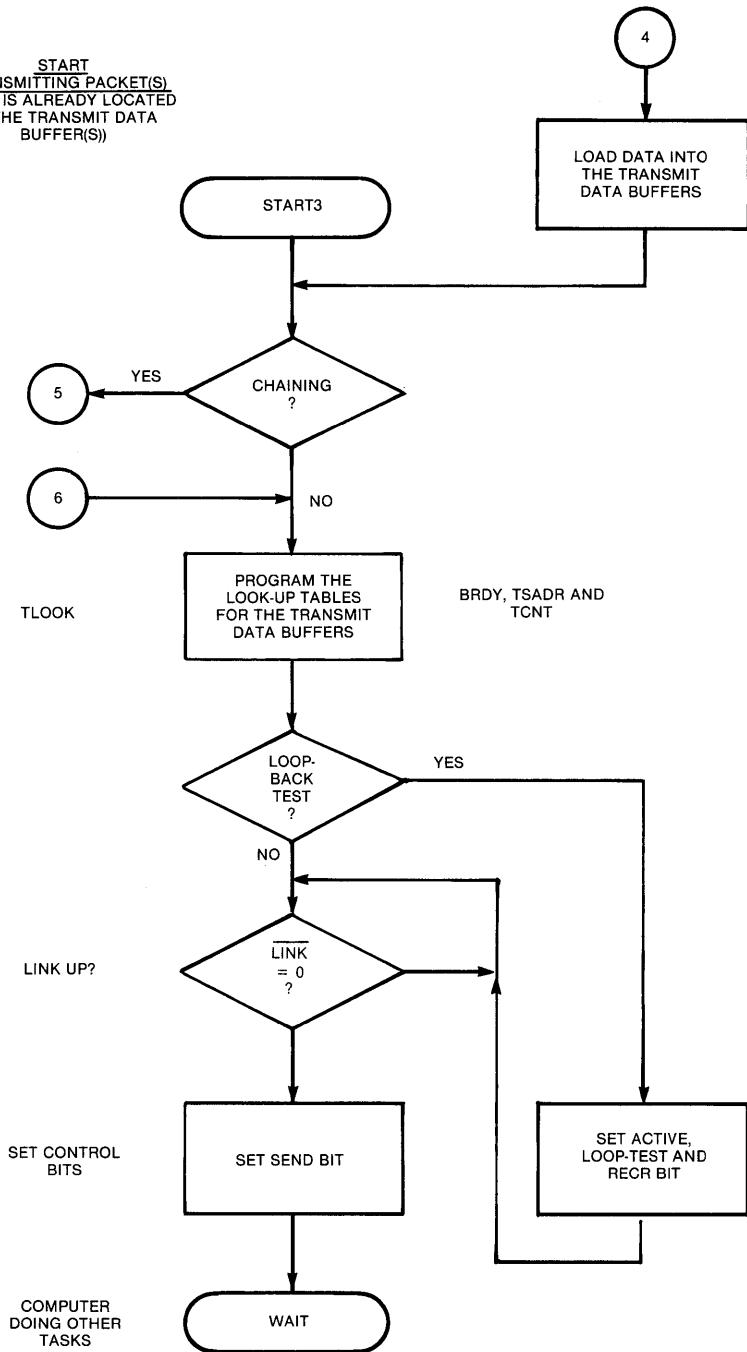 START
NSMITTING PACKET(S)
IS ALREADY LOCATED
HE TRANSMIT DATA
BUFFER(S))
4
LOAD DATA INTO
THE TRANSMIT
DATA BUFFERS
START3
CHAINING
?
YES
5
6
NO
TLOOK
PROGRAM THE
LOOK-UP TABLES
FOR THE TRANSMIT
DATA BUFFERS
BRDY, TSADR AND
TCNT
LOOP-
BACK
TEST
?
YES
NO
LINK UP?
LINK
= 0
?
SET CONTROL
BITS
SET SEND BIT
SET ACTIVE,
LOOP-TEST AND
RECR BIT
COMPUTER
DOING OTHER
TASKS
WAIT